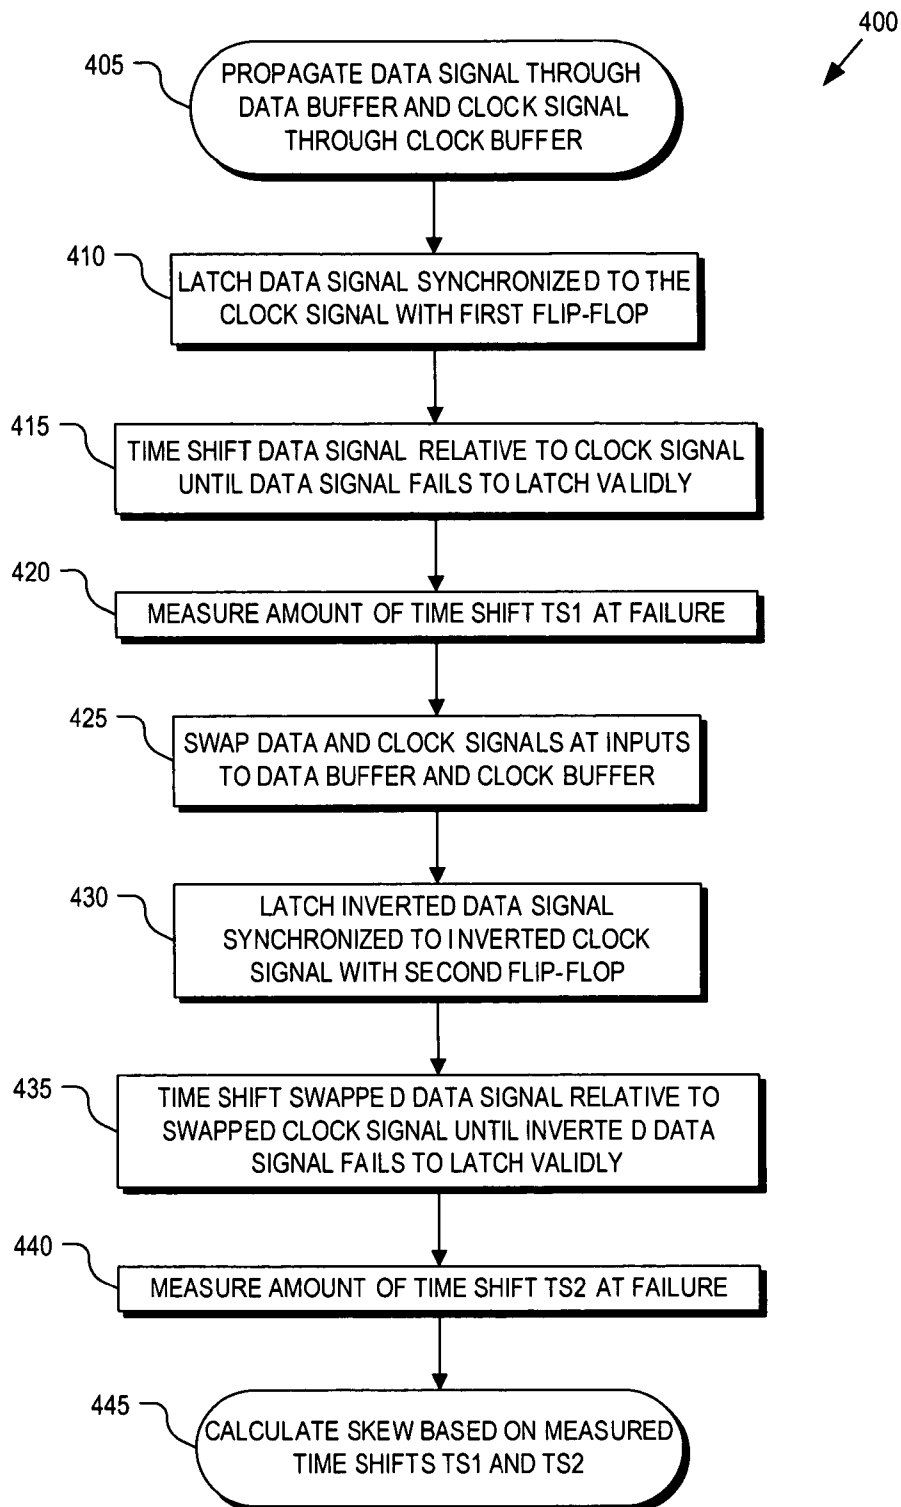 400
405
PROPAGATE DATA SIGNAL THROUGH
DATA BUFFER AND CLOCK SIGNAL
THROUGH CLOCK BUFFER
410
LATCH DATA SIGNAL SYNCHRONIZED TO THE
CLOCK SIGNAL WITH FIRST FLIP-FLOP
415
TIME SHIFT DATA SIGNAL RELATIVE TO CLOCK SIGNAL
UNTIL DATA SIGNAL FAILS TO LATCH VALIDLY
420
MEASURE AMOUNT OF TIME SHIFT TS1 AT FAILURE
425
SWAP DATA AND CLOCK SIGNALS AT INPUTS
TO DATA BUFFER AND CLOCK BUFFER
430
LATCH INVERTED DATA SIGNAL
SYNCHRONIZED TO INVERTED CLOCK
SIGNAL WITH SECOND FLIP-FLOP
435
TIME SHIFT SWAPPED DATA SIGNAL RELATIVE TO
SWAPPED CLOCK SIGNAL UNTIL INVERTED DATA
SIGNAL FAILS TO LATCH VALIDLY
440
MEASURE AMOUNT OF TIME SHIFT TS2 AT FAILURE
445
CALCULATE SKEW BASED ON MEASURED
TIME SHIFTS TS1 AND TS2